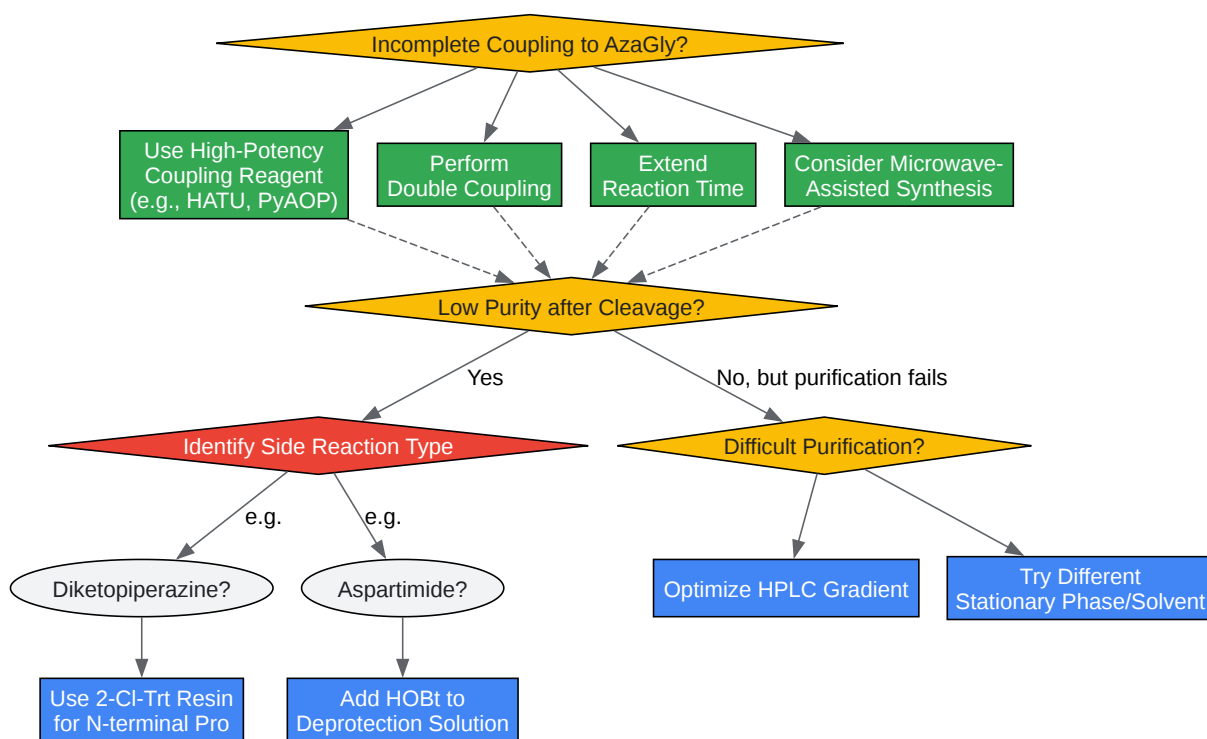 Incomplete Coupling to AzaGly?
Use High-Potency
Coupling Reagent
(e.g., HATU, PyAOP)
Perform
Double Coupling
Extend
Reaction Time
Consider Microwave-
Assisted Synthesis
Low Purity after Cleavage?
Yes
No, but purification fails
Identify Side Reaction Type
Difficult Purification?
e.g.
e.g.
Diketopiperazine?
Aspartimide?
Optimize HPLC Gradient
Try Different
Stationary Phase/Solvent
Use 2-Cl-Trt Resin
for N-terminal Pro
Add HOBt to
Deprotection Solution